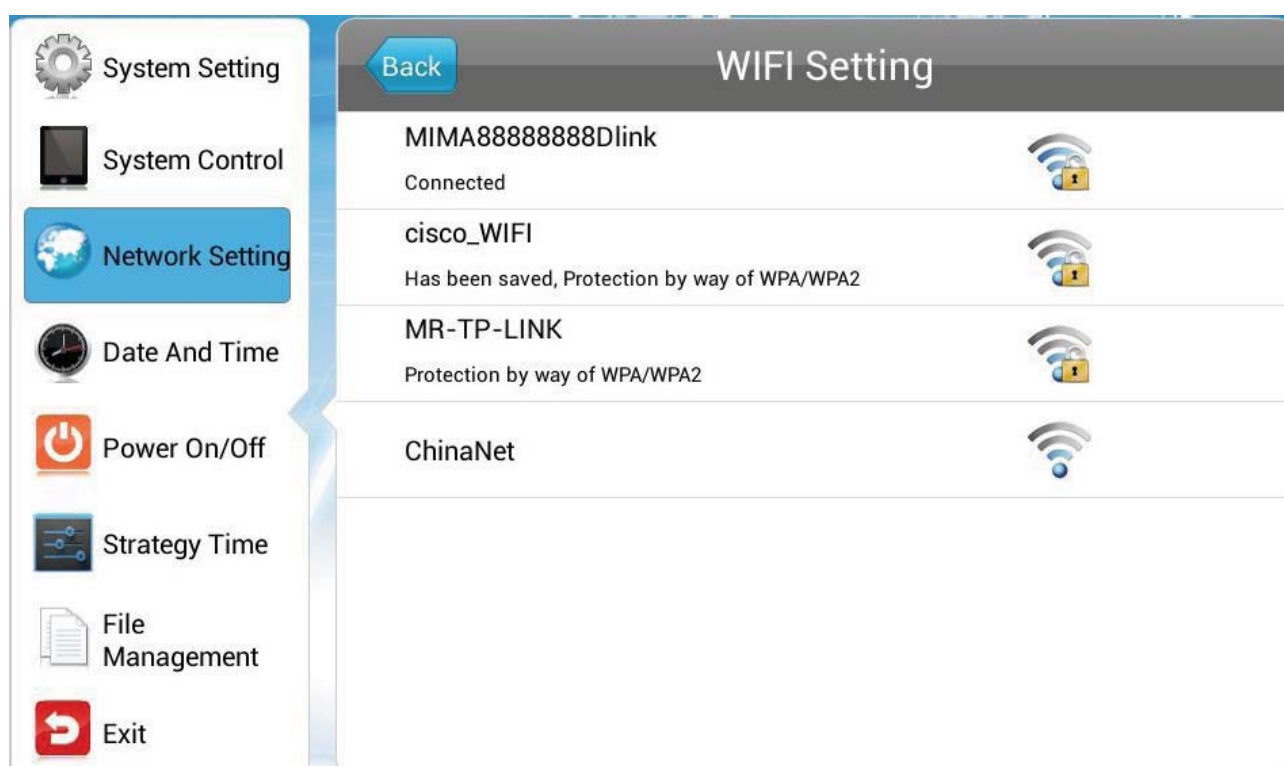 System Setting
System Control
Network Setting
Date And Time
Power On/Off
Strategy Time
File
Management
Exit
Back
WIFI Setting
MIMA88888888Dlink
Connected
cisco_WIFI
Has been saved, Protection by way of WPA/WPA2
MR-TP-LINK
Protection by way of WPA/WPA2
ChinaNet